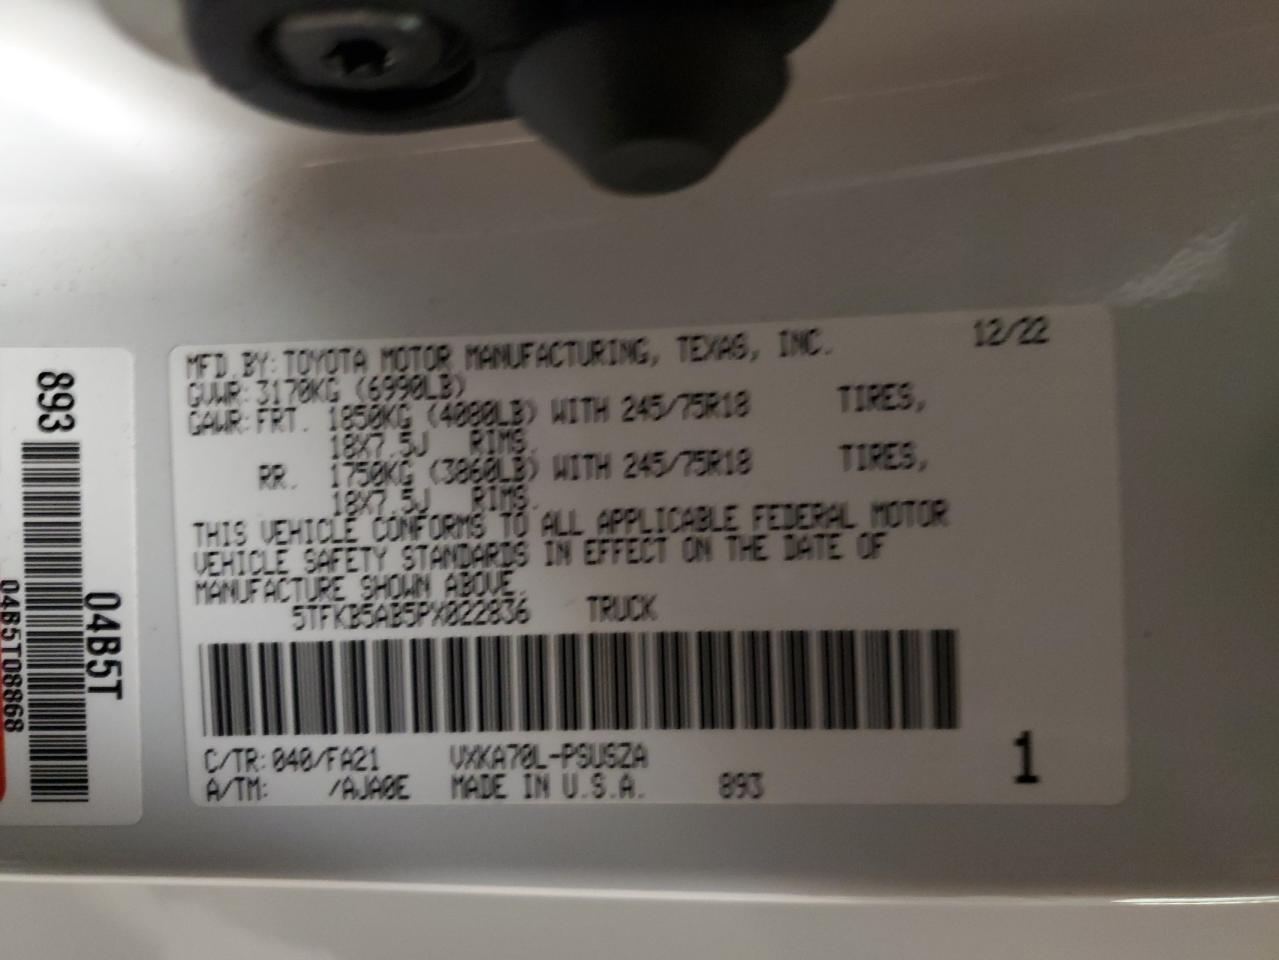 MFD.BY:TOYOTA MOTOR MANUFACTURING, TEXAS, INC. 12/22
GVWR:3170KG (6990LB)
GAWR:FRT. 1850KG (4080LB) WITH 245/75R18 TIRES,
18X7.5J RIMS.
RR. 1750KG (3860LB) WITH 245/75R18 TIRES,
18X7.5J RIMS.
THIS VEHICLE CONFORMS TO ALL APPLICABLE FEDERAL MOTOR
VEHICLE SAFETY STANDARDS IN EFFECT ON THE DATE OF
MANUFACTURE SHOWN ABOVE.
5TFKB5AB5PX022836 TRUCK
C/TR:040/FA21 VXKA70L-PSUSZA
A/TM: /AJA0E MADE IN U.S.A. 893
1
893
04B5T
04B5T08868